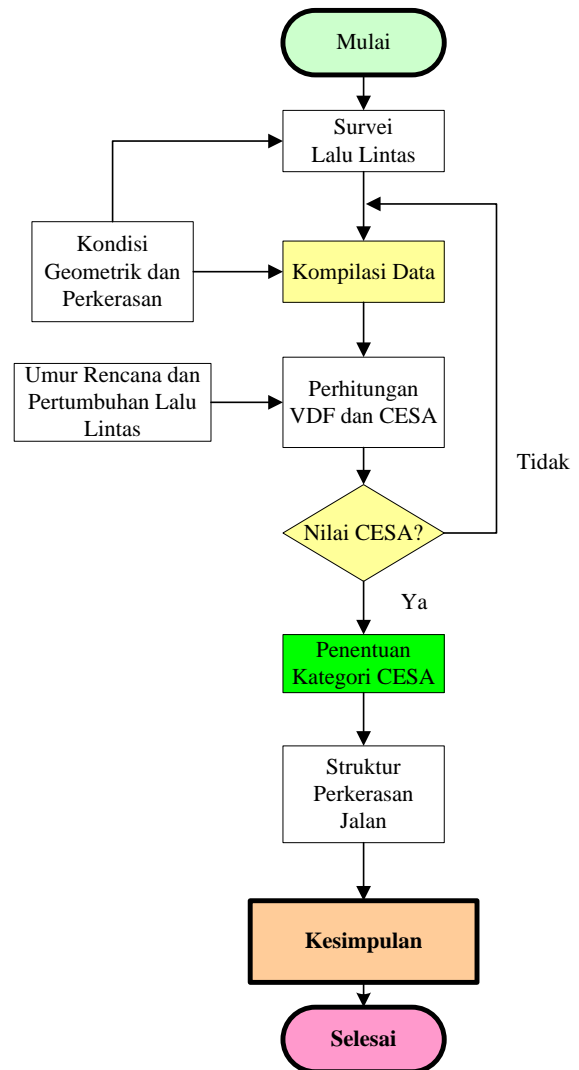 Mulai
Survei
Lalu Lintas
Kondisi
Geometrik dan
Perkerasan
Kompilasi Data
Umur Rencana dan
Pertumbuhan Lalu
Lintas
Perhitungan
VDF dan CESA
Tidak
Nilai CESA?
Ya
Penentuan
Kategori CESA
Struktur
Perkerasan
Jalan
Kesimpulan
Selesai